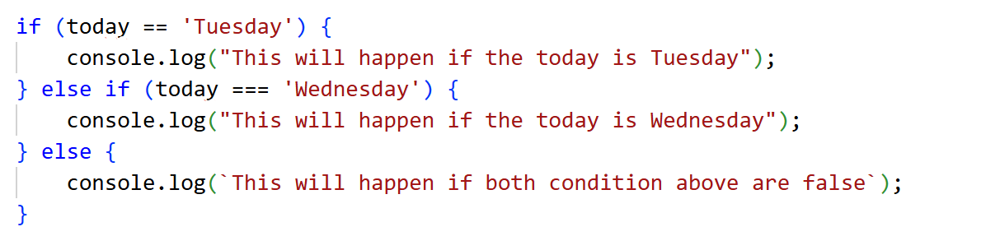 if (today == 'Tuesday') {
    console.log("This will happen if the today is Tuesday");
} else if (today === 'Wednesday') {
    console.log("This will happen if the today is Wednesday");
} else {
    console.log(`This will happen if both condition above are false`);
}